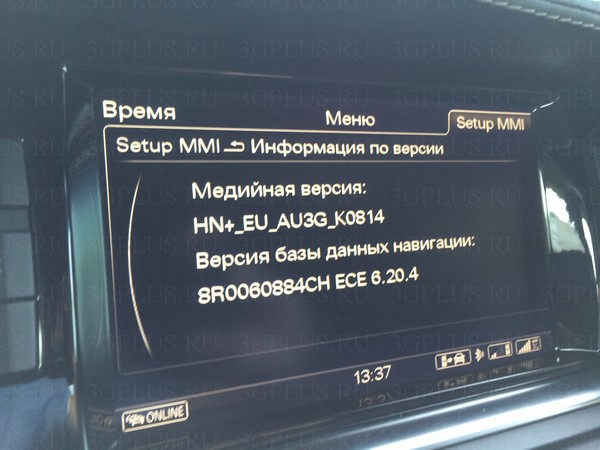 3GPLUS.RU
Время
Меню
Setup MMI
Setup MMI Информация по версии
Медийная версия:
HN+_EU_AU3G_K0814
Версия базы данных навигации:
8R0060884CH ECE 6.20.4
13:37
ONLINE